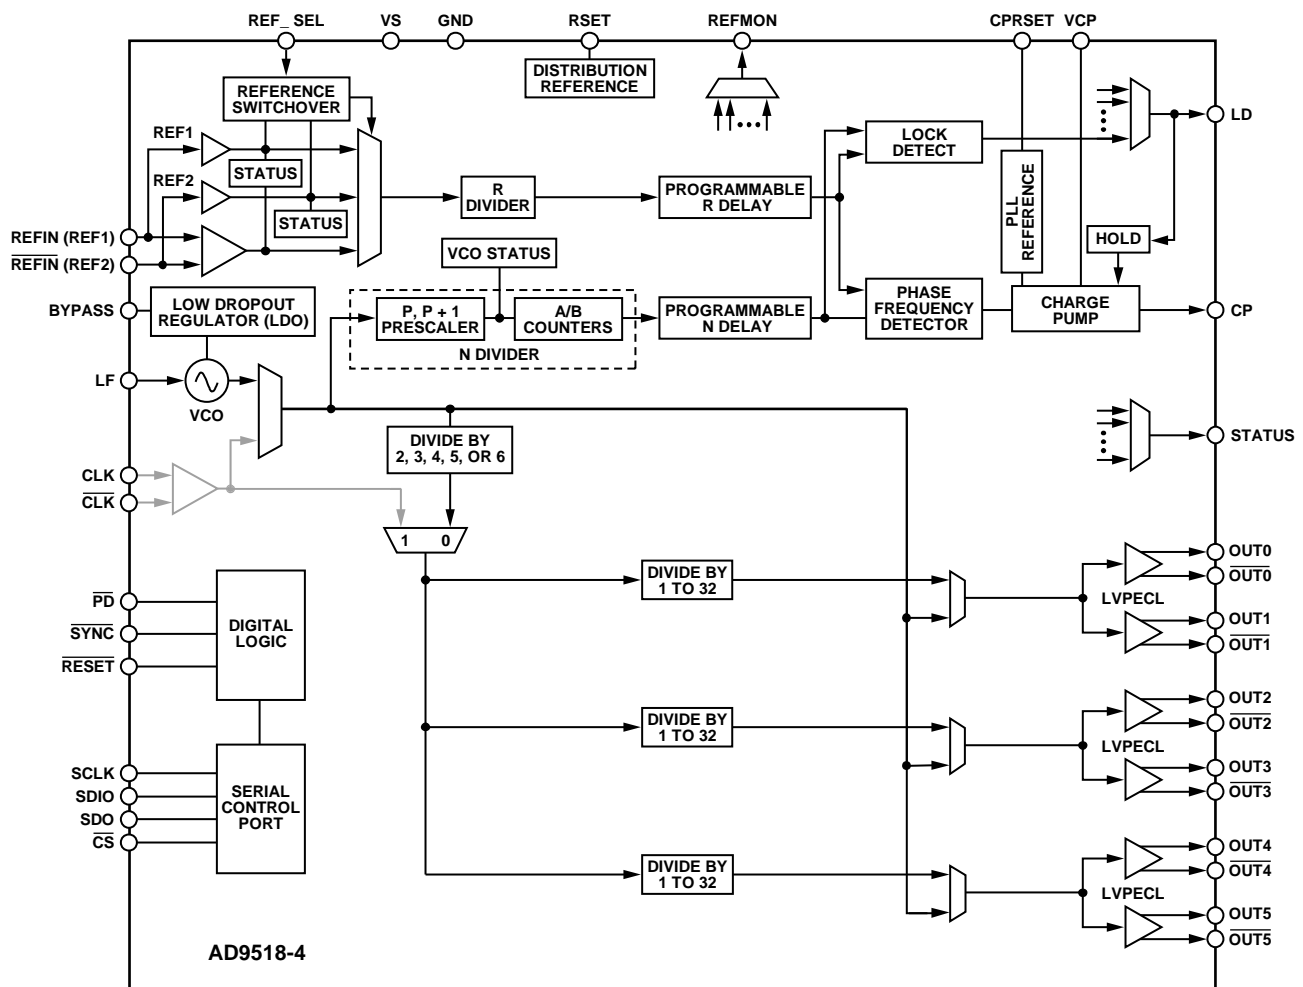 REF_SEL VS GND RSET REFMON CPRSET VCP
DISTRIBUTION
REFERENCE
REFERENCE
SWITCHOVER
REF1
STATUS
REF2
STATUS
R
DIVIDER
PROGRAMMABLE
R DELAY
LOCK
DETECT
LD
PLL
REFERENCE
HOLD
REFIN (REF1)
REFIN (REF2)
BYPASS
LOW DROPOUT
REGULATOR (LDO)
VCO STATUS
P, P + 1
PRESCALER
A/B
COUNTERS
N DIVIDER
PROGRAMMABLE
N DELAY
PHASE
FREQUENCY
DETECTOR
CHARGE
PUMP
CP
LF
VCO
STATUS
DIVIDE BY
2, 3, 4, 5, OR 6
CLK
CLK
1 0
DIVIDE BY
1 TO 32
LVPECL
OUT0
OUT0
OUT1
OUT1
PD
SYNC
RESET
DIGITAL
LOGIC
DIVIDE BY
1 TO 32
LVPECL
OUT2
OUT2
OUT3
OUT3
SCLK
SDIO
SDO
CS
SERIAL
CONTROL
PORT
DIVIDE BY
1 TO 32
LVPECL
OUT4
OUT4
OUT5
OUT5
AD9518-4